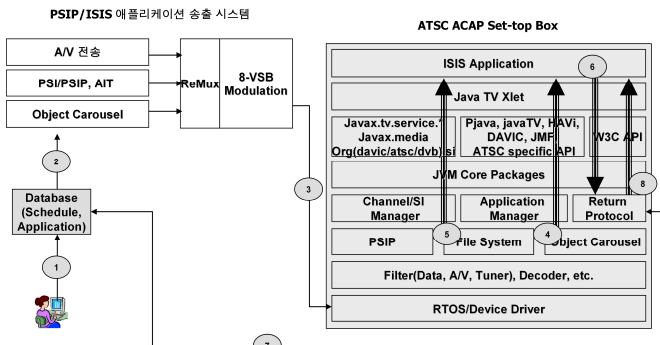 PSIP/ISIS 애플리케이션 송출 시스템
ATSC ACAP Set-top Box
A/V 전송
PSI/PSIP, AIT
Object Carousel
ReMux
8-VSB
Modulation
2
Database
(Schedule,
Application)
1
3
7
ISIS Application
6
Java TV Xlet
Javax.tv.service.*
Javax.media
Org(davic/atsc/dvb)si
Pjava, javaTV, HAVi,
DAVIC, JMF
ATSC specific API
W3C API
JVM Core Packages
8
Channel/SI
Manager
Application
Manager
Return
Protocol
PSIP
5
File System
4
Object Carousel
Filter(Data, A/V, Tuner), Decoder, etc.
RTOS/Device Driver